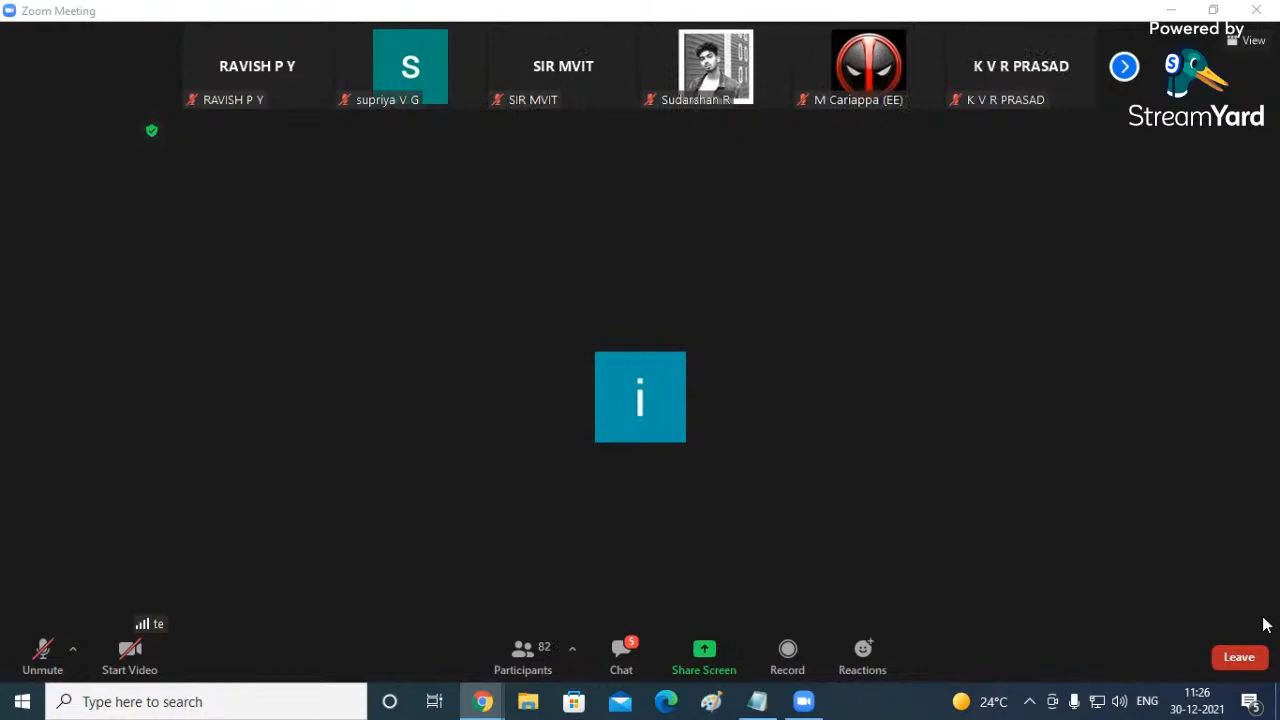 Zoom Meeting
Powered by
View
StreamYard
RAVISH P Y
S
SIR MVIT
K V R PRASAD
RAVISH P Y
supriya V G
SIR MVIT
Sudarshan R
M Cariappa (EE)
K V R PRASAD
i
te
82
5
Unmute
Start Video
Participants
Chat
Share Screen
Record
Reactions
Leave
Type here to search
24°C
ENG
11:26
30-12-2021
5